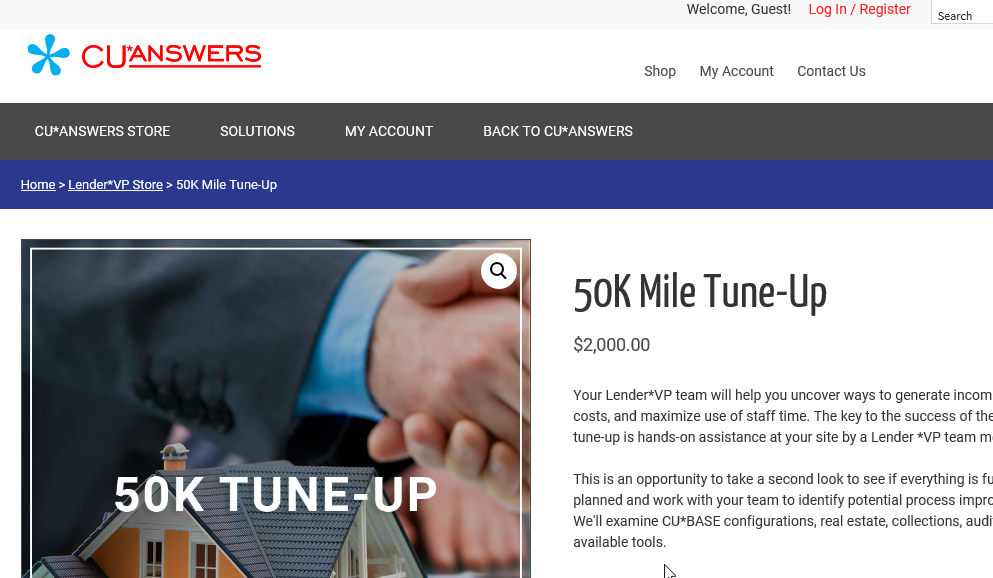 Welcome, Guest! Log In / Register Search
CU*ANSWERS
Shop My Account Contact Us
CU*ANSWERS STORE SOLUTIONS MY ACCOUNT BACK TO CU*ANSWERS
Home > Lender*VP Store > 50K Mile Tune-Up
50K Mile Tune-Up
$2,000.00
Your Lender*VP team will help you uncover ways to generate incom
costs, and maximize use of staff time. The key to the success of the
tune-up is hands-on assistance at your site by a Lender *VP team
This is an opportunity to take a second look to see if everything is fu
planned and work with your team to identify potential process impro
We'll examine CU*BASE configurations, real estate, collections, audi
available tools.
50K TUNE-UP